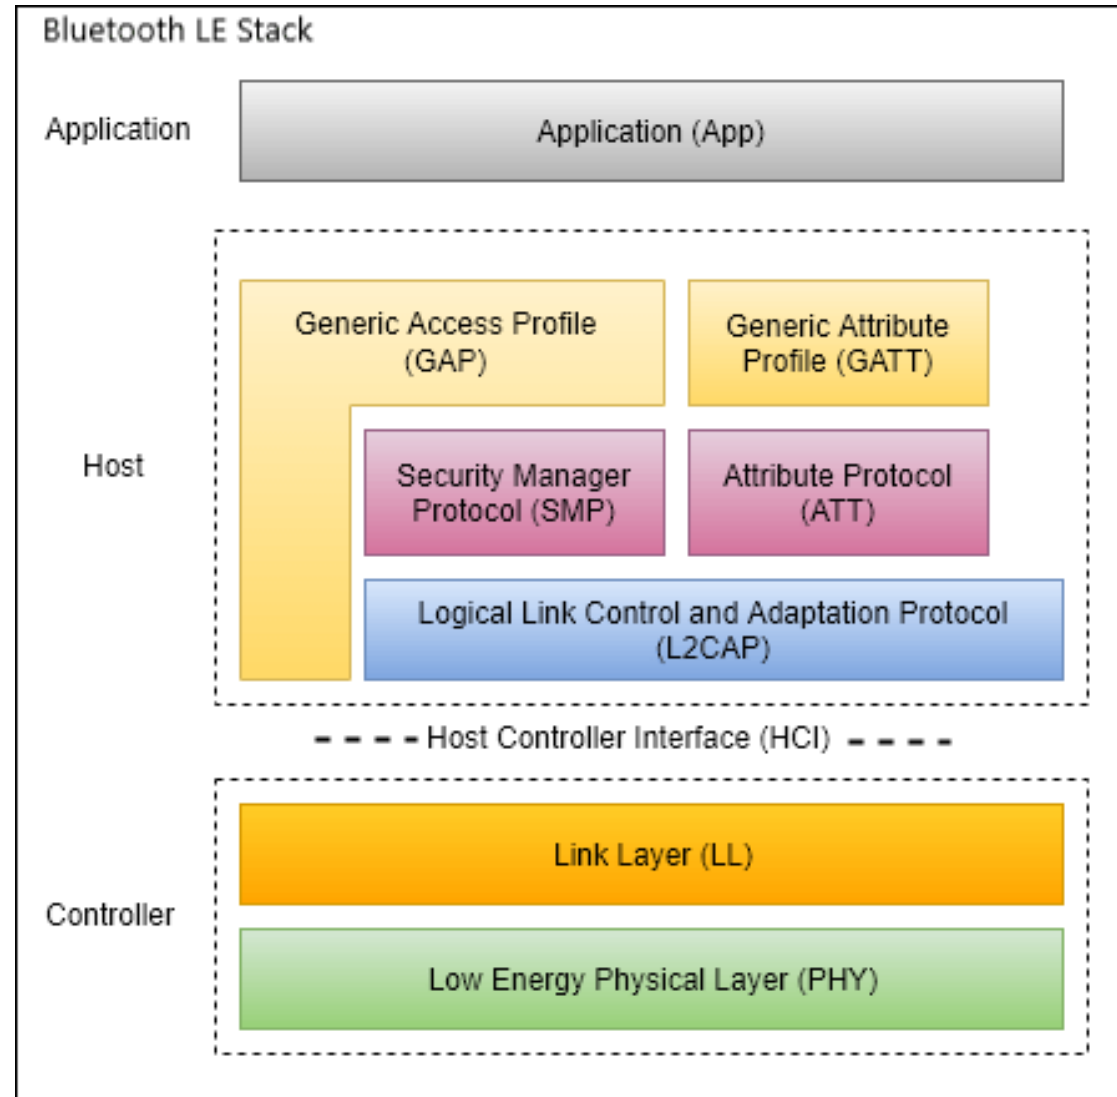 Bluetooth LE Stack
Application
Application (App)
Generic Access Profile
(GAP)
Generic Attribute
Profile (GATT)
Host
Security Manager
Protocol (SMP)
Attribute Protocol
(ATT)
Logical Link Control and Adaptation Protocol
(L2CAP)
Host Controller Interface (HCI)
Controller
Link Layer (LL)
Low Energy Physical Layer (PHY)